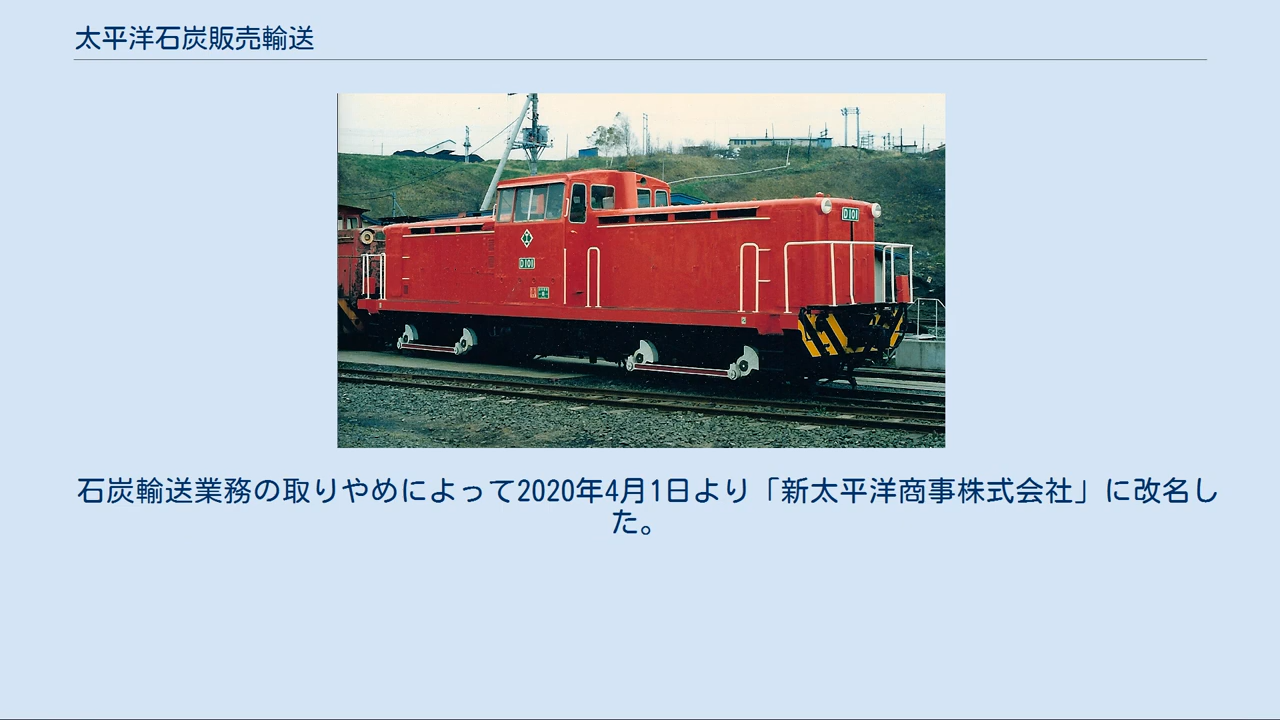 太平洋石炭販売輸送
D101
D101
石炭輸送業務の取りやめによって2020年4月1日より「新太平洋商事株式会社」に改名し
た。